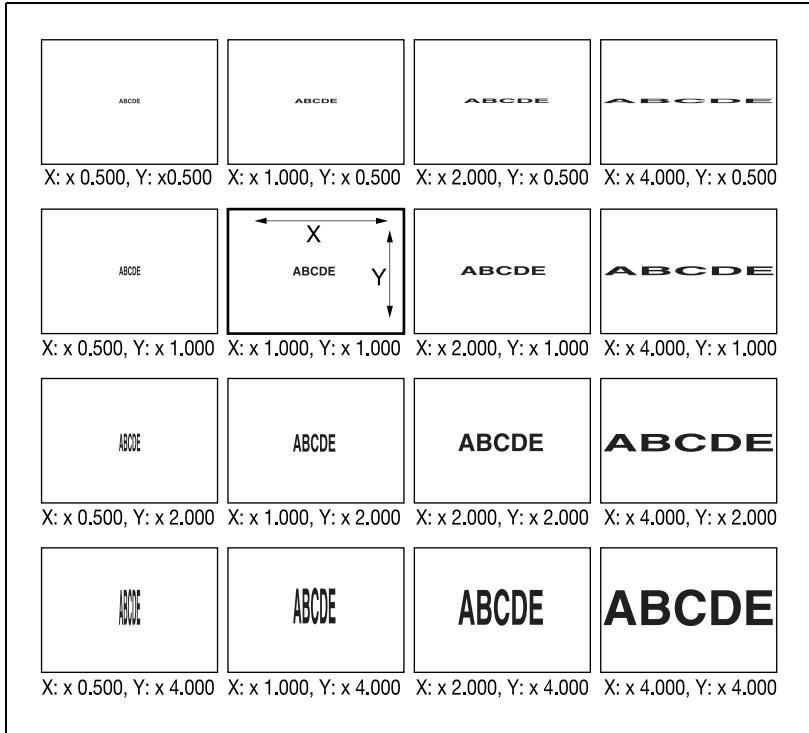 ABCDE ABCDE ABCDE ABCDE
X: x 0.500, Y: x0.500 X: x 1.000, Y: x 0.500 X: x 2.000, Y: x 0.500 X: x 4.000, Y: x 0.500
X
ABCDE ABCDE Y ABCDE ABCDE
X: x 0.500, Y: x 1.000 X: x 1.000, Y: x 1.000 X: x 2.000, Y: x 1.000 X: x 4.000, Y: x 1.000
ABCDE ABCDE ABCDE ABCDE
X: x 0.500, Y: x 2.000 X: x 1.000, Y: x 2.000 X: x 2.000, Y: x 2.000 X: x 4.000, Y: x 2.000
ABCDE ABCDE ABCDE ABCDE
X: x 0.500, Y: x 4.000 X: x 1.000, Y: x 4.000 X: x 2.000, Y: x 4.000 X: x 4.000, Y: x 4.000